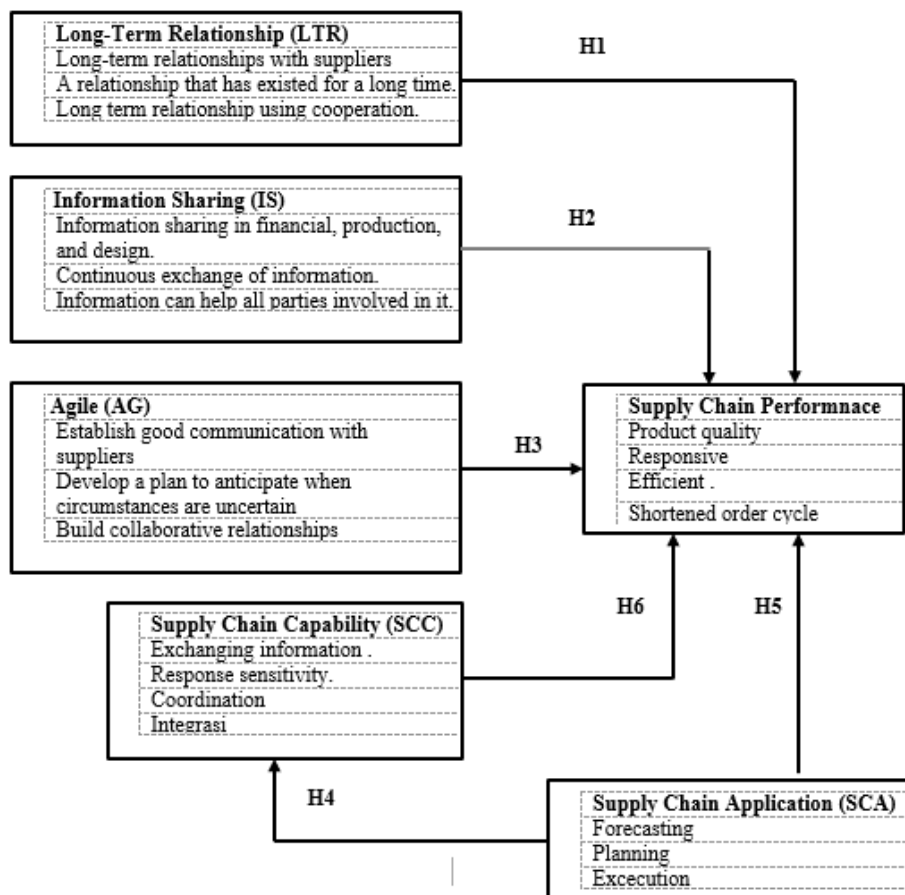 Long-Term Relationship (LTR)
Long-term relationships with suppliers
A relationship that has existed for a long time.
Long term relationship using cooperation.
H1
Information Sharing (IS)
Information sharing in financial, production,
and design.
Continuous exchange of information.
Information can help all parties involved in it.
H2
Agile (AG)
Establish good communication with
suppliers
Develop a plan to anticipate when
circumstances are uncertain
Build collaborative relationships
H3
Supply Chain Performnace
Product quality
Responsive
Efficient .
Shortened order cycle
H6
H5
Supply Chain Capability (SCC)
Exchanging information .
Response sensitivity.
Coordination
Integrasi
H4
Supply Chain Application (SCA)
Forecasting
Planning
Excecution